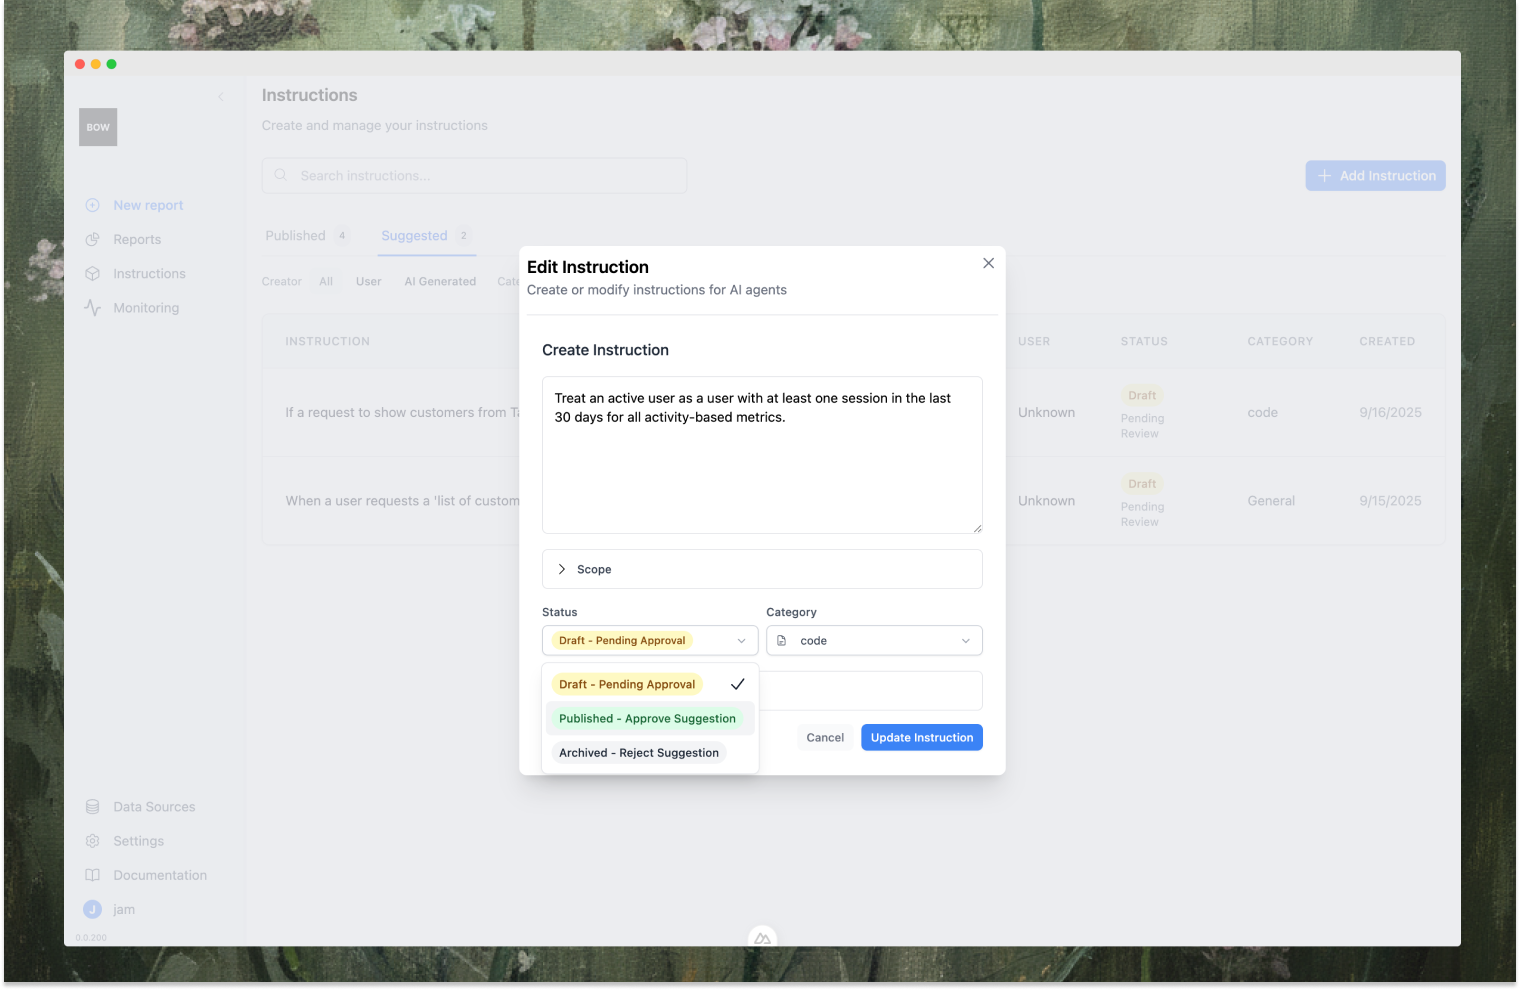 BOW
New report
Reports
Instructions
Monitoring
Data Sources
Settings
Documentation
J jam
0.0.200
Instructions
Create and manage your instructions
Search instructions...
Add Instruction
Published 4 Suggested 2
Creator All User AI Generated Cate
INSTRUCTION USER STATUS CATEGORY CREATED
If a request to show customers from Ta Unknown Draft Pending Review code 9/16/2025
When a user requests a 'list of custom Unknown Draft Pending Review General 9/15/2025
Edit Instruction
Create or modify instructions for AI agents
Create Instruction
Treat an active user as a user with at least one session in the last
30 days for all activity-based metrics.
Scope
Status Category
Draft - Pending Approval code
Draft - Pending Approval
Published - Approve Suggestion
Archived - Reject Suggestion
Cancel Update Instruction